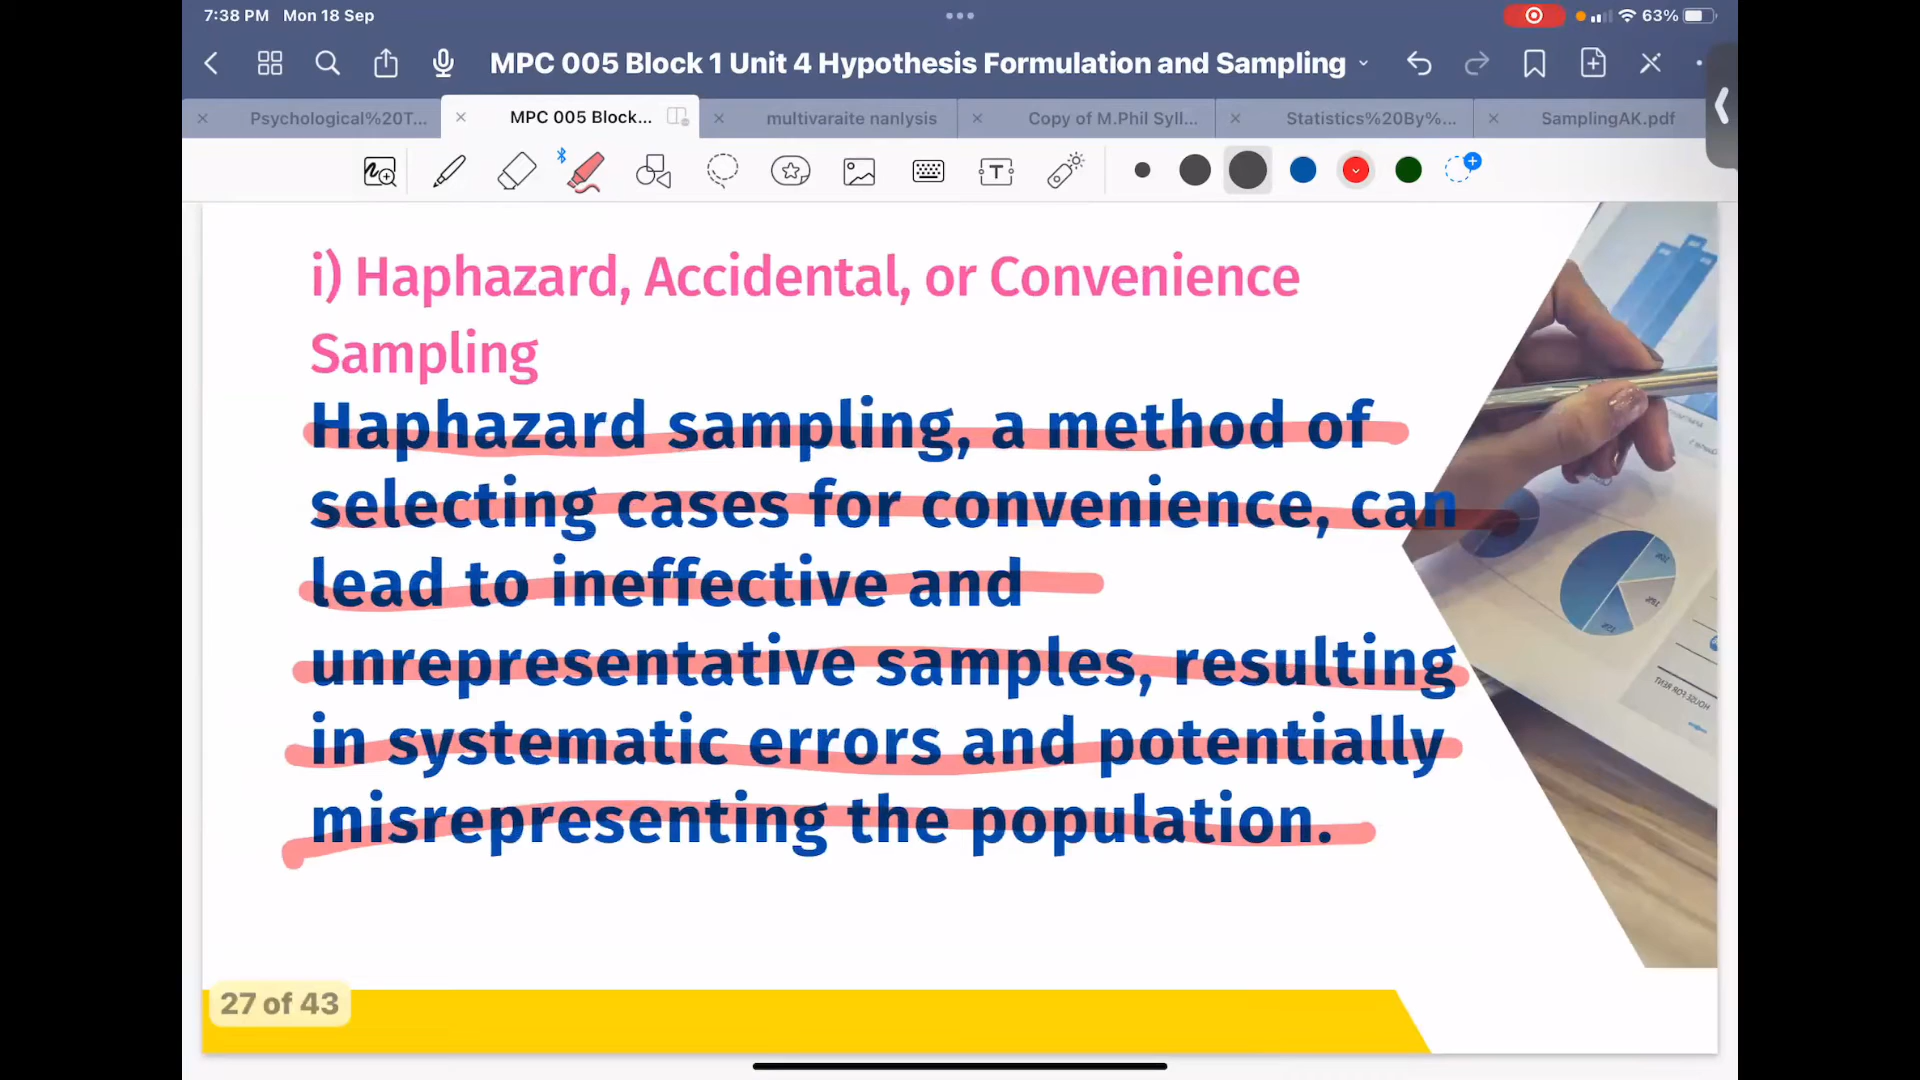 7:38 PM Mon 18 Sep
63%
MPC 005 Block 1 Unit 4 Hypothesis Formulation and Sampling
Psychological%20T...
MPC 005 Block...
multivaraite nanlysis
Copy of M.Phil Syll...
Statistics%20By%...
SamplingAK.pdf
T
i) Haphazard, Accidental, or Convenience
Sampling
Haphazard sampling, a method of
selecting cases for convenience, can
lead to ineffective and
unrepresentative samples, resulting
in systematic errors and potentially
misrepresenting the population.
HOUSE FOR RENT
27 of 43